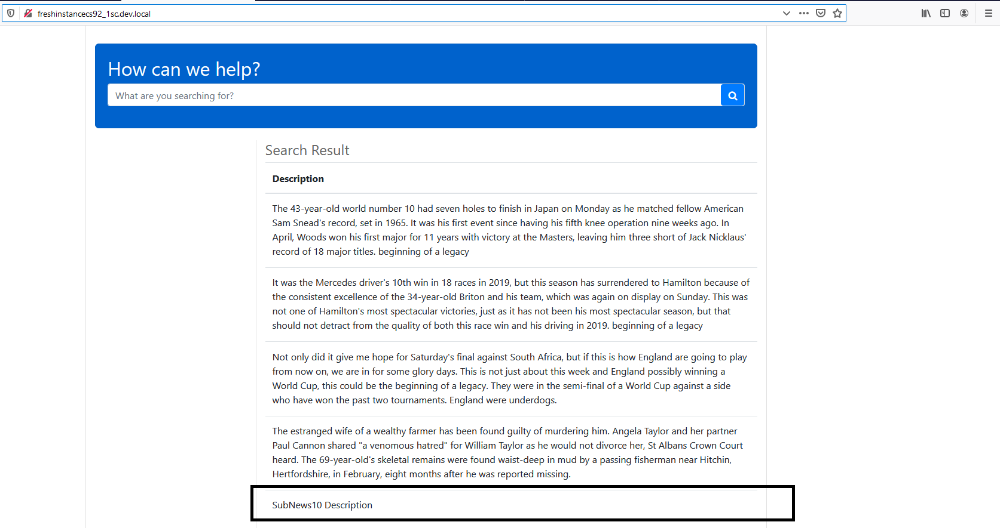 freshinstancecs92_1sc.dev.local
How can we help?
What are you searching for?
Search Result
Description
The 43-year-old world number 10 had seven holes to finish in Japan on Monday as he matched fellow American
Sam Snead's record, set in 1965. It was his first event since having his fifth knee operation nine weeks ago. In
April, Woods won his first major for 11 years with victory at the Masters, leaving him three short of Jack Nicklaus'
record of 18 major titles. beginning of a legacy
It was the Mercedes driver's 10th win in 18 races in 2019, but this season has surrendered to Hamilton because of
the consistent excellence of the 34-year-old Briton and his team, which was again on display on Sunday. This was
not one of Hamilton's most spectacular victories, just as it has not been his most spectacular season, but that
should not detract from the quality of both this race win and his driving in 2019. beginning of a legacy
Not only did it give me hope for Saturday's final against South Africa, but if this is how England are going to play
from now on, we are in for some glory days. This is not just about this week and England possibly winning a
World Cup, this could be the beginning of a legacy. They were in the semi-final of a World Cup against a side
who have won the past two tournaments. England were underdogs.
The estranged wife of a wealthy farmer has been found guilty of murdering him. Angela Taylor and her partner
Paul Cannon shared "a venomous hatred" for William Taylor as he would not divorce her, St Albans Crown Court
heard. The 69-year-old's skeletal remains were found waist-deep in mud by a passing fisherman near Hitchin,
Hertfordshire, in February, eight months after he was reported missing.
SubNews10 Description